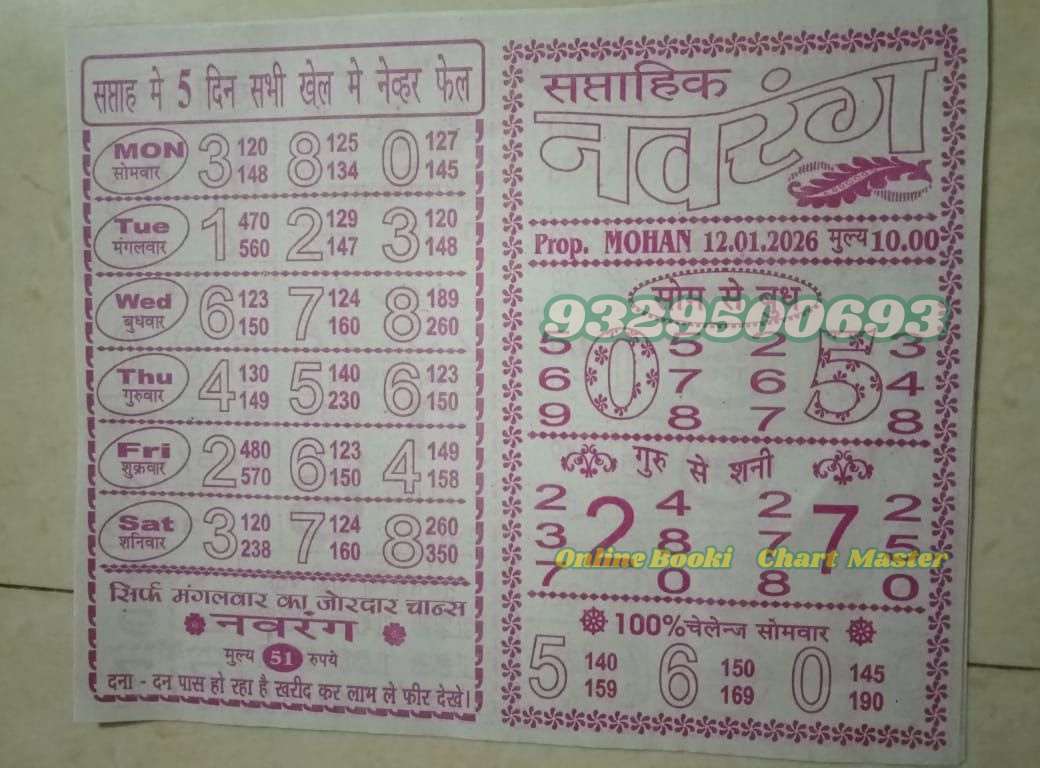 सप्ताह मे 5 दिन सभी खेल मे नेव्हर फेल
MON सोमवार 3 120 148 8 125 134 0 127 145
Tue मंगलवार 1 470 560 2 129 147 3 120 148
Wed बुधवार 6 123 150 7 124 160 8 189 260
Thu गुरुवार 4 130 149 5 140 230 6 123 150
Fri शुक्रवार 2 480 570 6 123 150 4 149 158
Sat शनिवार 3 120 238 7 124 160 8 260 350
सिर्फ मंगलवार का जोरदार चान्स
नवरंग
मुल्य 51 रुपये
दना - दन पास हो रहा है खरीद कर लाभ ले फीर देखे।
सप्ताहिक
नवरंग
Prop. MOHAN 12.01.2026 मुल्य 10.00
सोम से बुध
9329500693
5 0 5 2 5 3
6 7 6 4
9 8 7 8
गुरु से शनी
2 2 4 2 7 2
3 8 7 5
Online Booki Chart Master
7 0 8 0
100% चेलेन्ज सोमवार
5 140 159 6 150 169 0 145 190